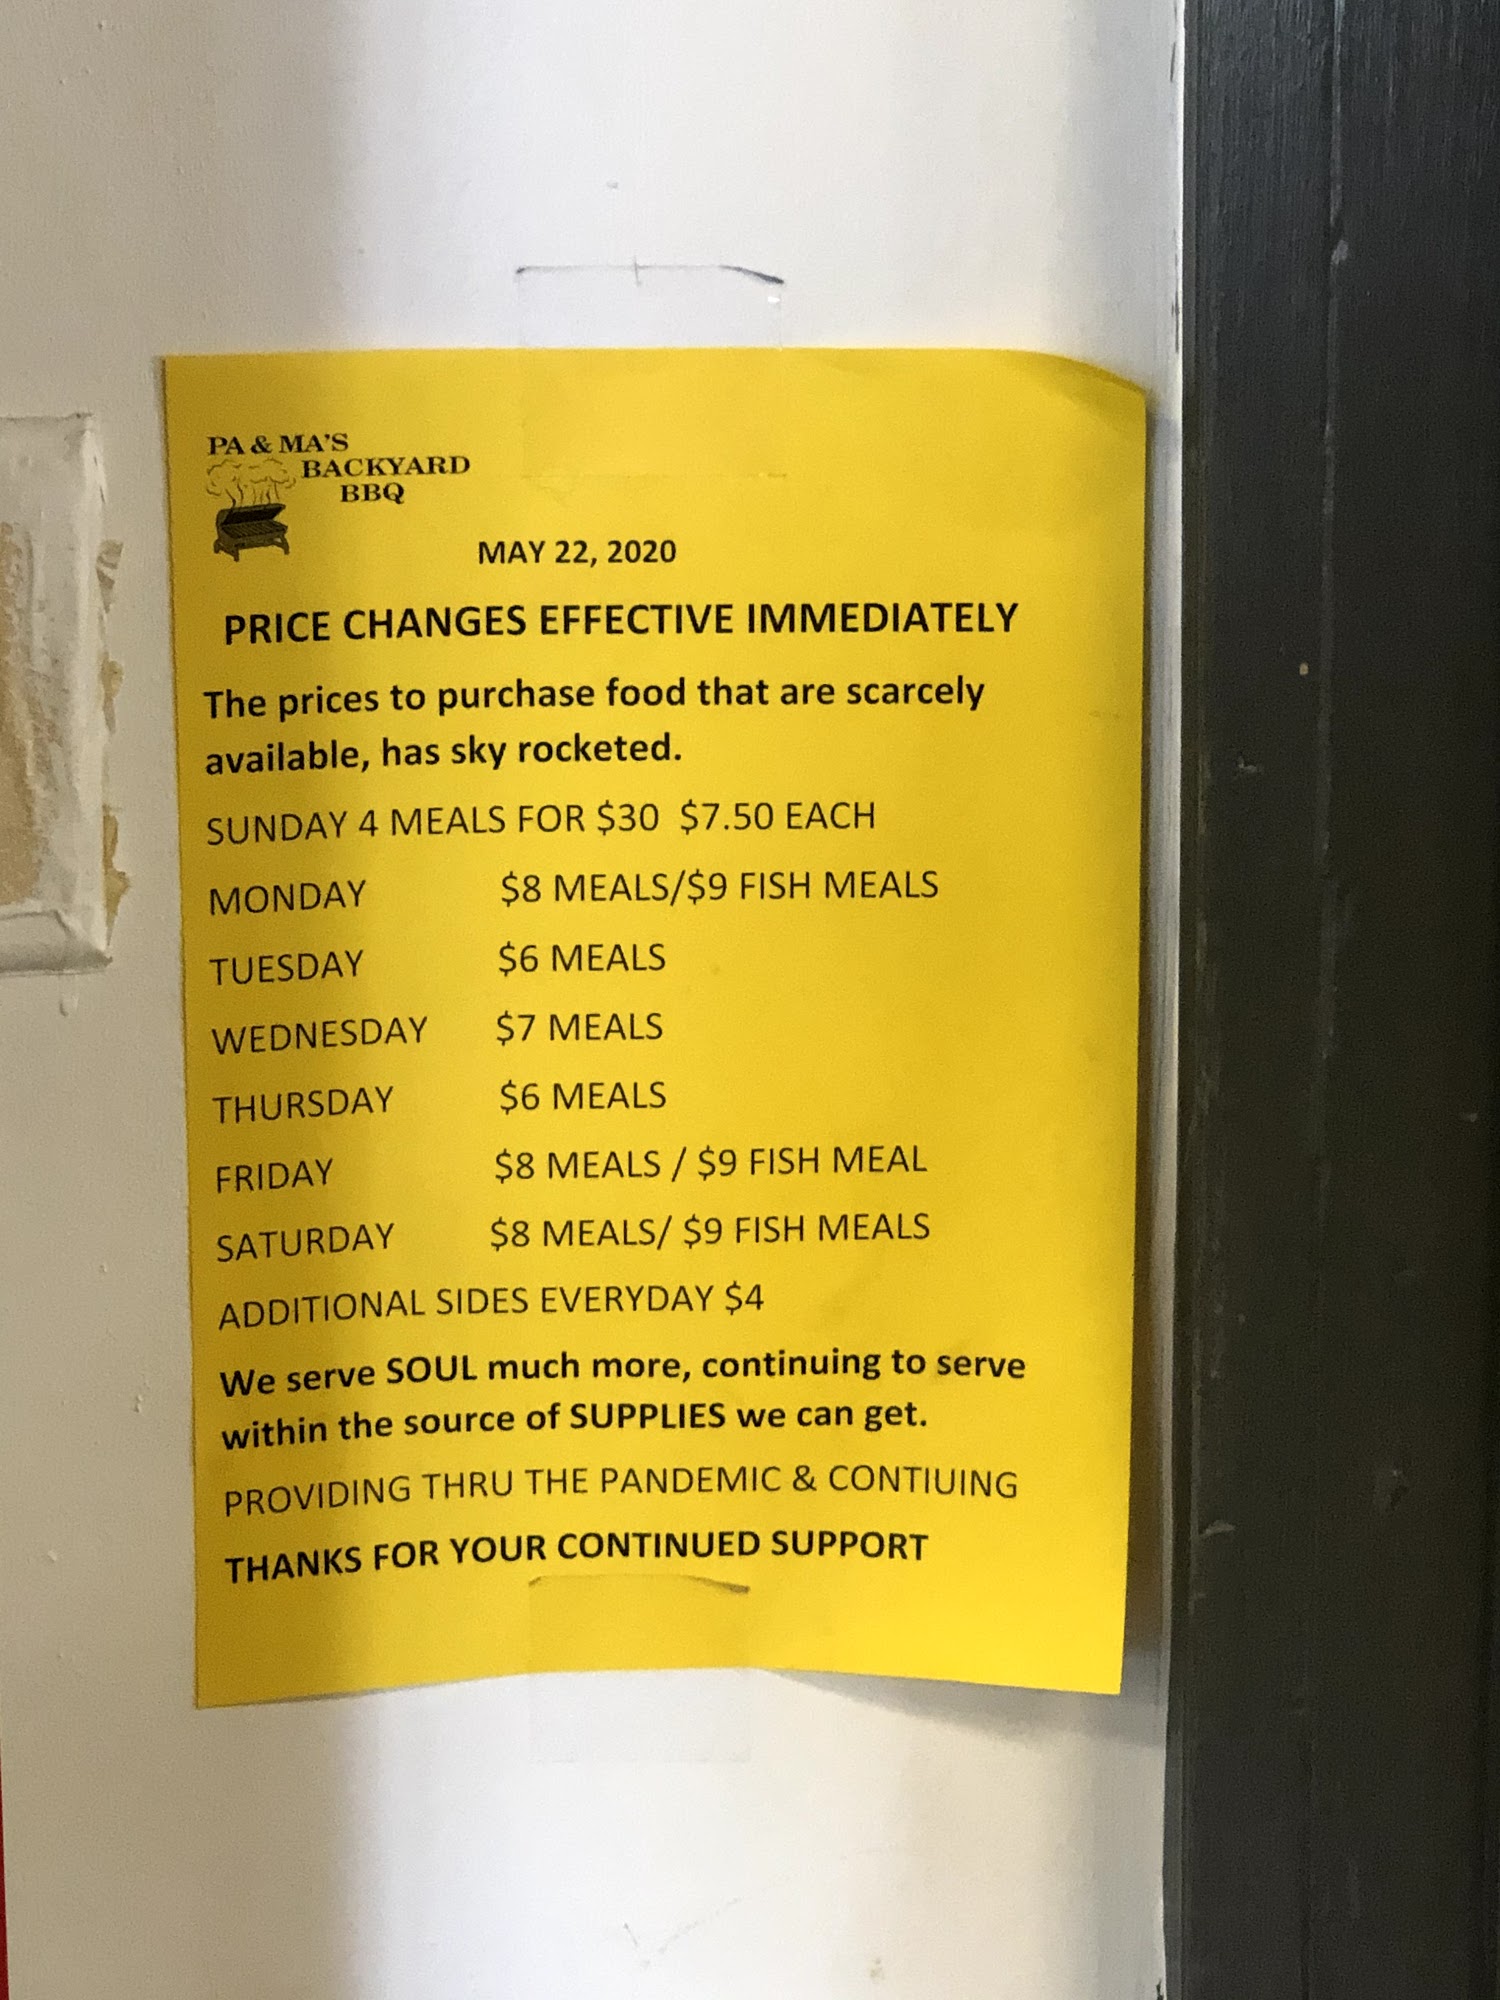 PA & MA'S
BACKYARD
BBQ
MAY 22, 2020
PRICE CHANGES EFFECTIVE IMMEDIATELY
The prices to purchase food that are scarcely
available, has sky rocketed.
SUNDAY 4 MEALS FOR $30 $7.50 EACH
MONDAY $8 MEALS/$9 FISH MEALS
TUESDAY $6 MEALS
WEDNESDAY $7 MEALS
THURSDAY $6 MEALS
FRIDAY $8 MEALS / $9 FISH MEAL
SATURDAY $8 MEALS/ $9 FISH MEALS
ADDITIONAL SIDES EVERYDAY $4
We serve SOUL much more, continuing to serve
within the source of SUPPLIES we can get.
PROVIDING THRU THE PANDEMIC & CONTIUING
THANKS FOR YOUR CONTINUED SUPPORT